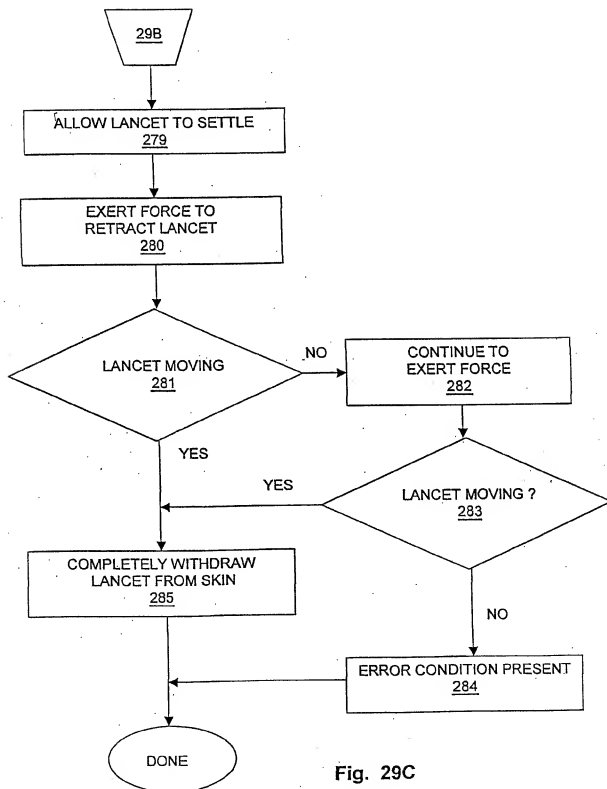 29B
ALLOW LANCET TO SETTLE
279
EXERT FORCE TO
RETRACT LANCET
280
LANCET MOVING
281
NO
CONTINUE TO
EXERT FORCE
282
YES
YES
LANCET MOVING ?
283
COMPLETELY WITHDRAW
LANCET FROM SKIN
285
NO
ERROR CONDITION PRESENT
284
DONE
Fig. 29C